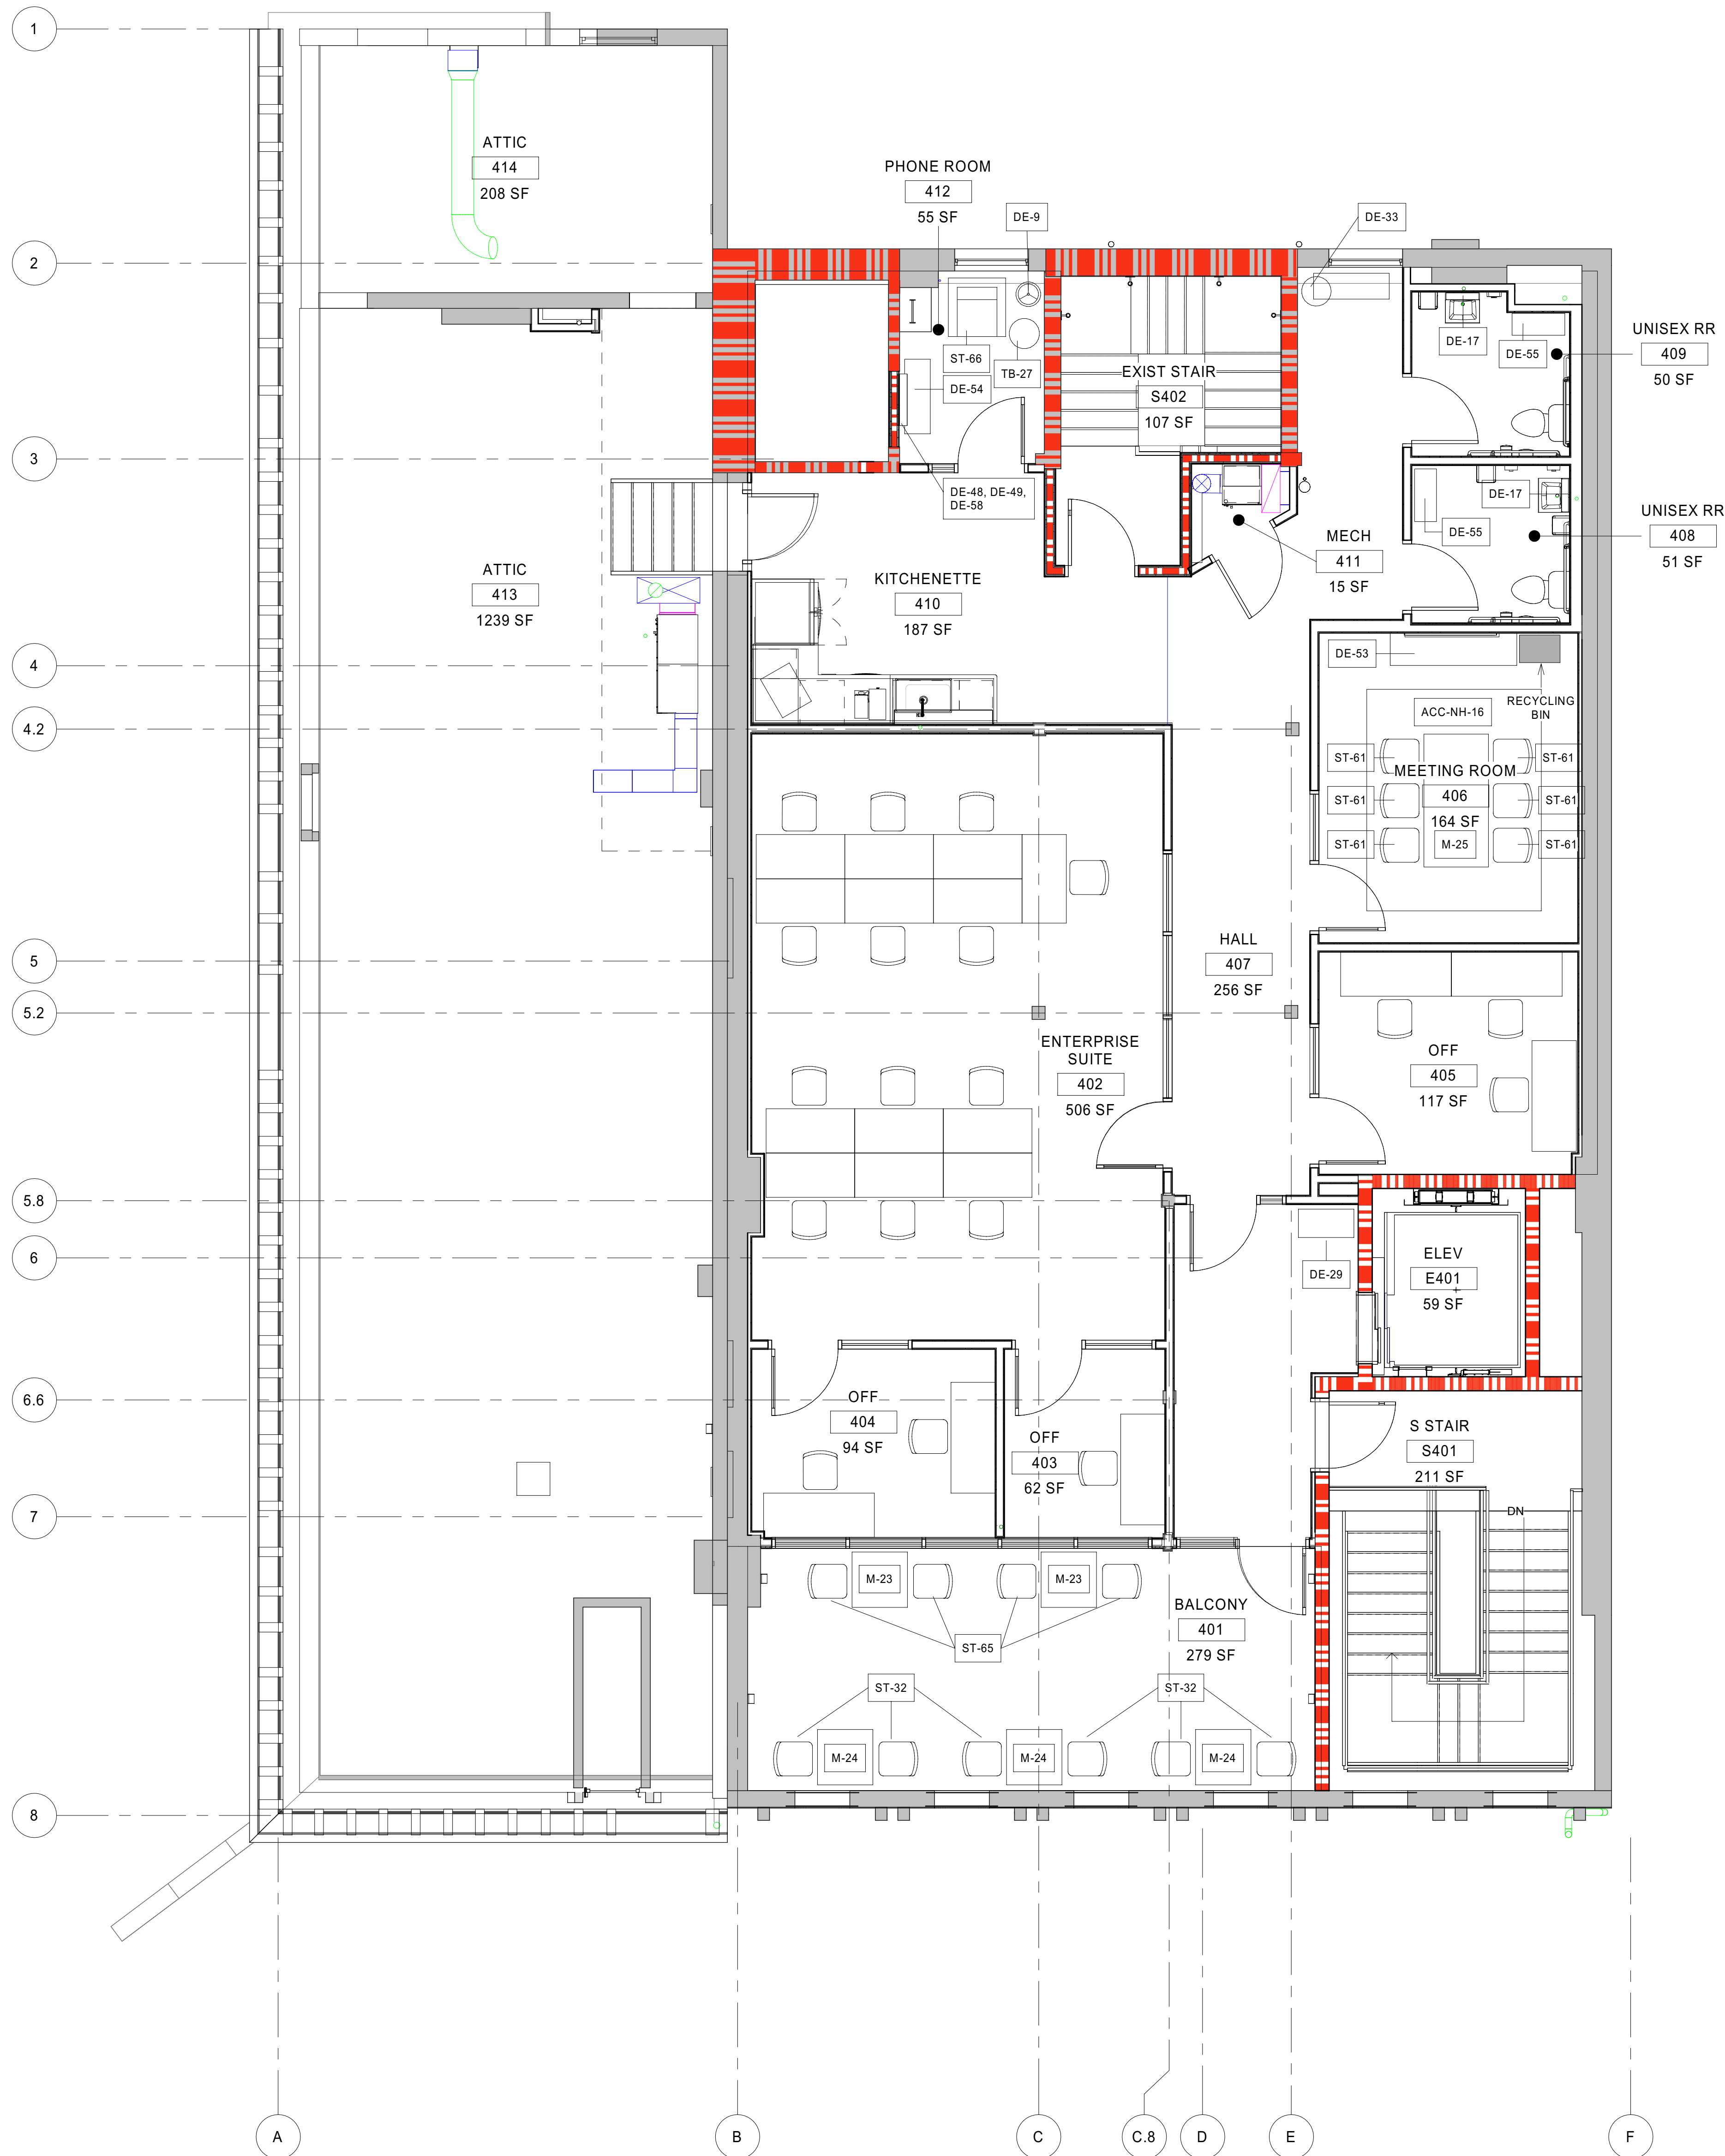 1
ATTIC
414
208 SF
PHONE ROOM
412
55 SF
DE-9
DE-33
2
UNISEX RR
409
50 SF
DE-17
DE-55
ST-66
TB-27
DE-54
EXIST STAIR
S402
107 SF
3
DE-48, DE-49,
DE-58
DE-17
DE-55
UNISEX RR
408
51 SF
MECH
411
15 SF
ATTIC
413
1239 SF
KITCHENETTE
410
187 SF
4
DE-53
RECYCLING
BIN
ACC-NH-16
4.2
ST-61
ST-61
MEETING ROOM
406
164 SF
ST-61
ST-61
ST-61
M-25
ST-61
HALL
407
256 SF
5
5.2
ENTERPRISE
SUITE
402
506 SF
OFF
405
117 SF
5.8
6
DE-29
ELEV
E401
59 SF
6.6
OFF
404
94 SF
OFF
403
62 SF
S STAIR
S401
211 SF
7
DN
M-23
M-23
ST-65
BALCONY
401
279 SF
ST-32
ST-32
M-24
M-24
M-24
8
A
B
C
C.8
D
E
F